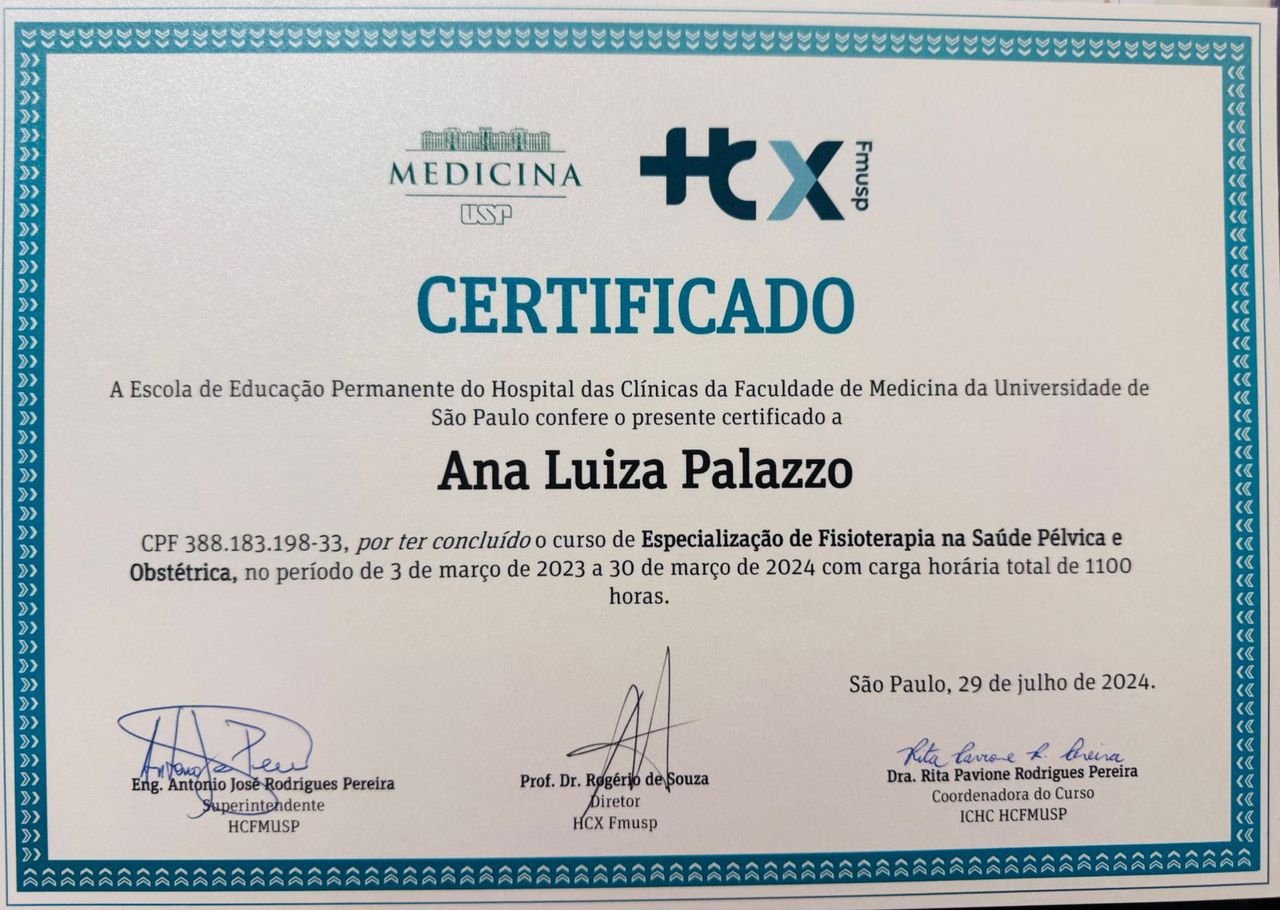 MEDICINA
USP
HCX Fmusp
CERTIFICADO
A Escola de Educação Permanente do Hospital das Clínicas da Faculdade de Medicina da Universidade de
São Paulo confere o presente certificado a
Ana Luiza Palazzo
CPF 388.183.198-33, por ter concluído o curso de Especialização de Fisioterapia na Saúde Pélvica e
Obstétrica, no período de 3 de março de 2023 a 30 de março de 2024 com carga horária total de 1100
horas.
São Paulo, 29 de julho de 2024.
Eng. Antonio José Rodrigues Pereira
Superintendente
HCFMUSP
Prof. Dr. Rogério de Souza
Diretor
HCX Fmusp
Dra. Rita Pavione Rodrigues Pereira
Coordenadora do Curso
ICHC HCFMUSP